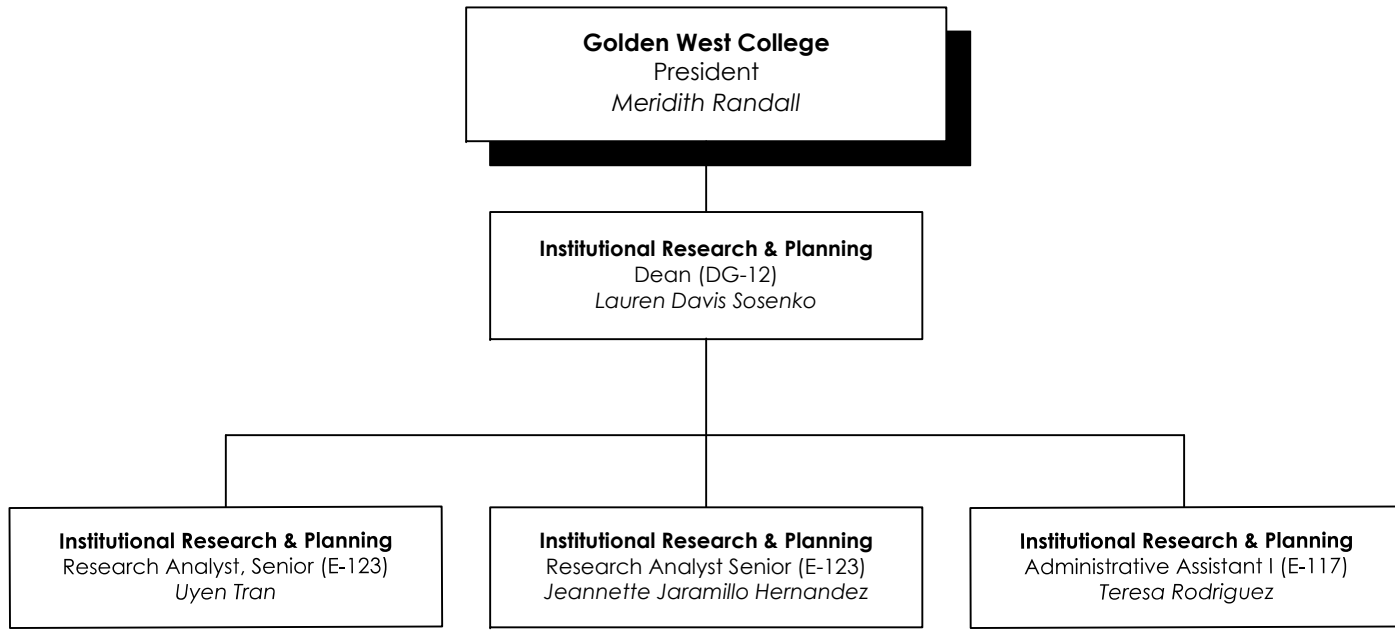 Golden West College
President
Meridith Randall
Institutional Research & Planning
Dean (DG-12)
Lauren Davis Sosenko
Institutional Research & Planning
Research Analyst, Senior (E-123)
Uyen Tran
Institutional Research & Planning
Research Analyst Senior (E-123)
Jeannette Jaramillo Hernandez
Institutional Research & Planning
Administrative Assistant I (E-117)
Teresa Rodriguez